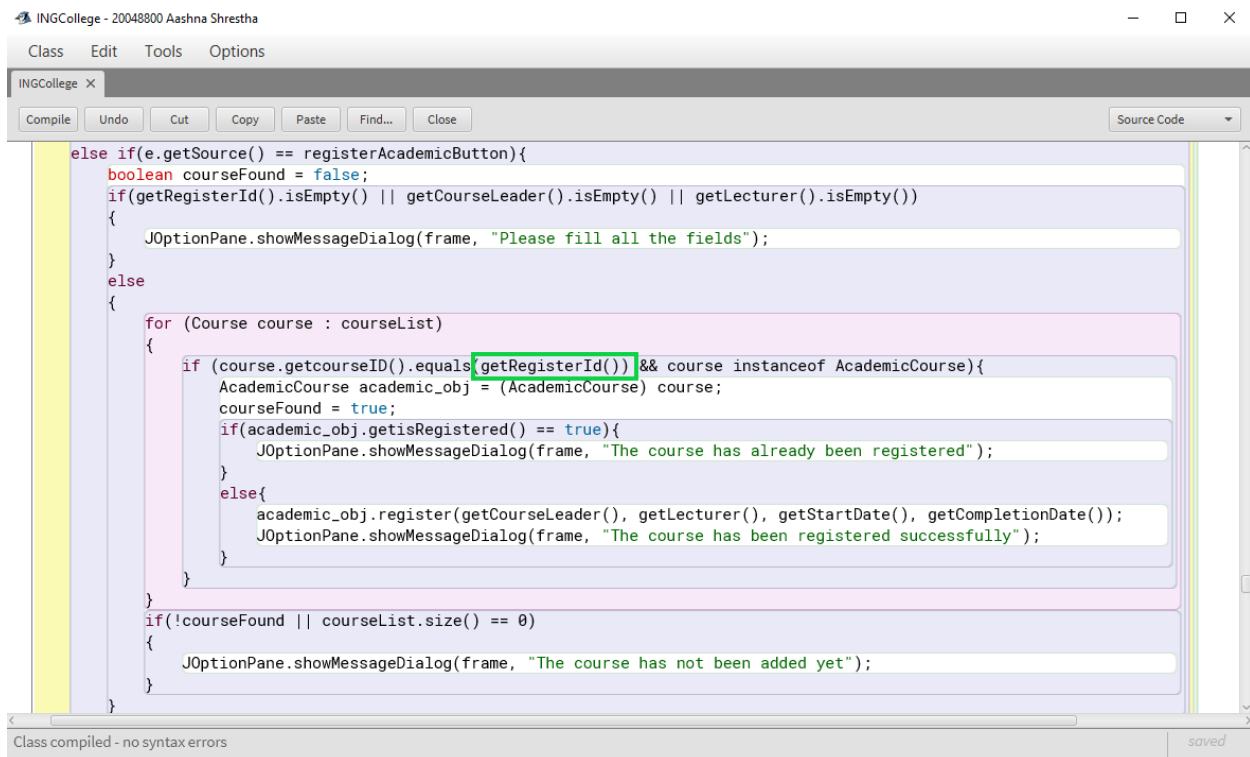 INGCollege - 20048800 Aashna Shrestha
Class Edit Tools Options
INGCollege X
Compile Undo Cut Copy Paste Find... Close Source Code
else if(e.getSource() == registerAcademicButton){
boolean courseFound = false;
if(getRegisterId().isEmpty() || getCourseLeader().isEmpty() || getLecturer().isEmpty())
{
JOptionPane.showMessageDialog(frame, "Please fill all the fields");
}
else
{
for (Course course : courseList)
{
if (course.getcourseID().equals(getRegisterId()) && course instanceof AcademicCourse){
AcademicCourse academic_obj = (AcademicCourse) course;
courseFound = true;
if(academic_obj.getisRegistered() == true){
JOptionPane.showMessageDialog(frame, "The course has already been registered");
}
else{
academic_obj.register(getCourseLeader(), getLecturer(), getStartDate(), getCompletionDate());
JOptionPane.showMessageDialog(frame, "The course has been registered successfully");
}
}
}
if(!courseFound || courseList.size() == 0)
{
JOptionPane.showMessageDialog(frame, "The course has not been added yet");
}
}
Class compiled - no syntax errors saved